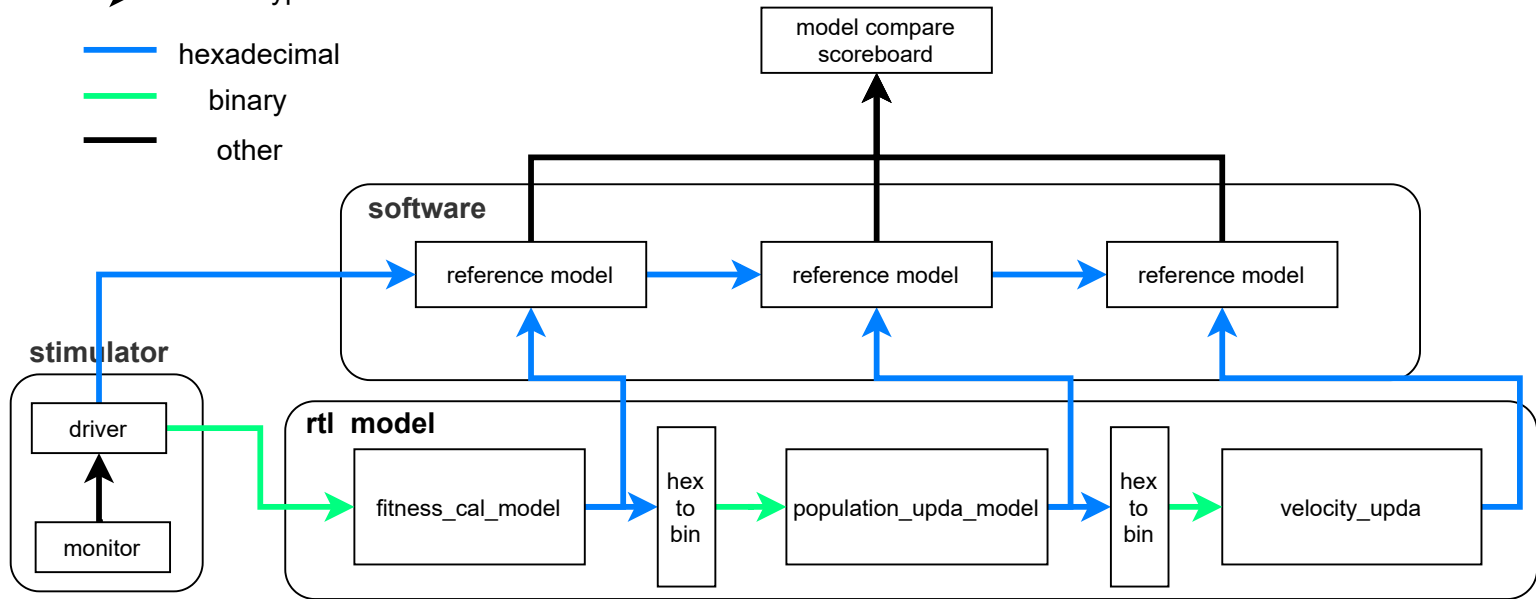 hexadecimal
binary
other
model compare
scoreboard
software
reference model
reference model
reference model
stimulator
driver
monitor
rtl model
fitness_cal_model
hex
to
bin
population_upda_model
hex
to
bin
velocity_upda